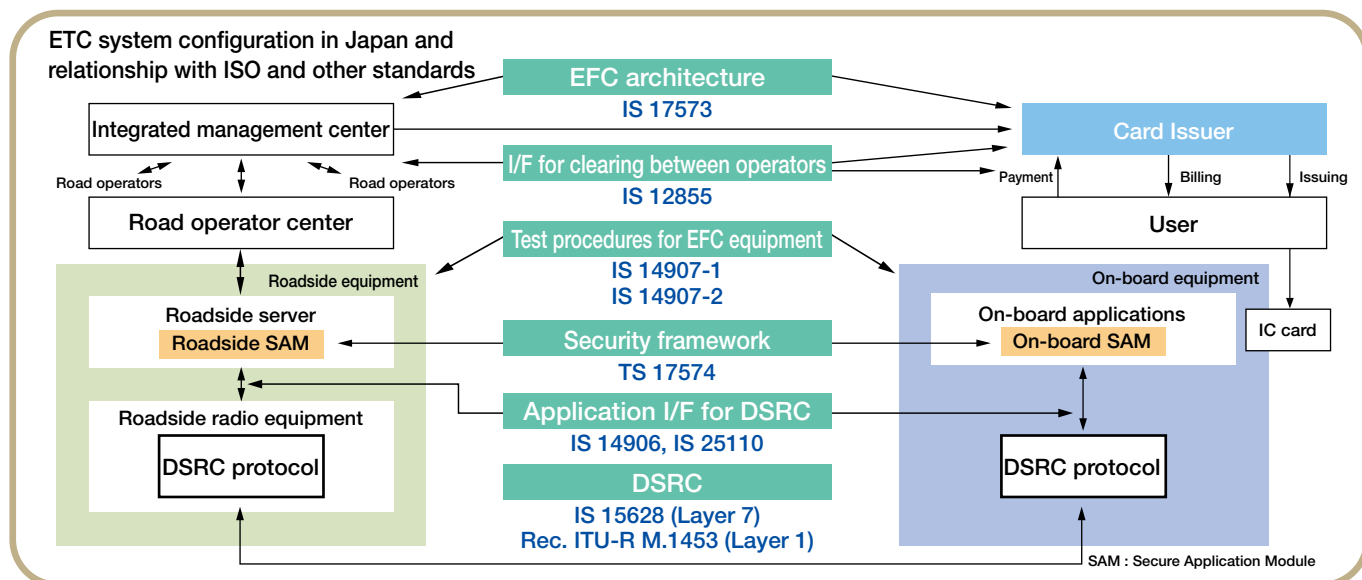 ETC system configuration in Japan and
relationship with ISO and other standards
EFC architecture
IS 17573
Integrated management center
Card Issuer
Road operators
Road operators
I/F for clearing between operators
IS 12855
Payment
Billing
Issuing
Road operator center
User
Test procedures for EFC equipment
IS 14907-1
IS 14907-2
Roadside equipment
On-board equipment
Roadside server
Roadside SAM
Security framework
TS 17574
On-board applications
On-board SAM
IC card
Roadside radio equipment
DSRC protocol
Application I/F for DSRC
IS 14906, IS 25110
DSRC protocol
DSRC
IS 15628 (Layer 7)
Rec. ITU-R M.1453 (Layer 1)
SAM : Secure Application Module